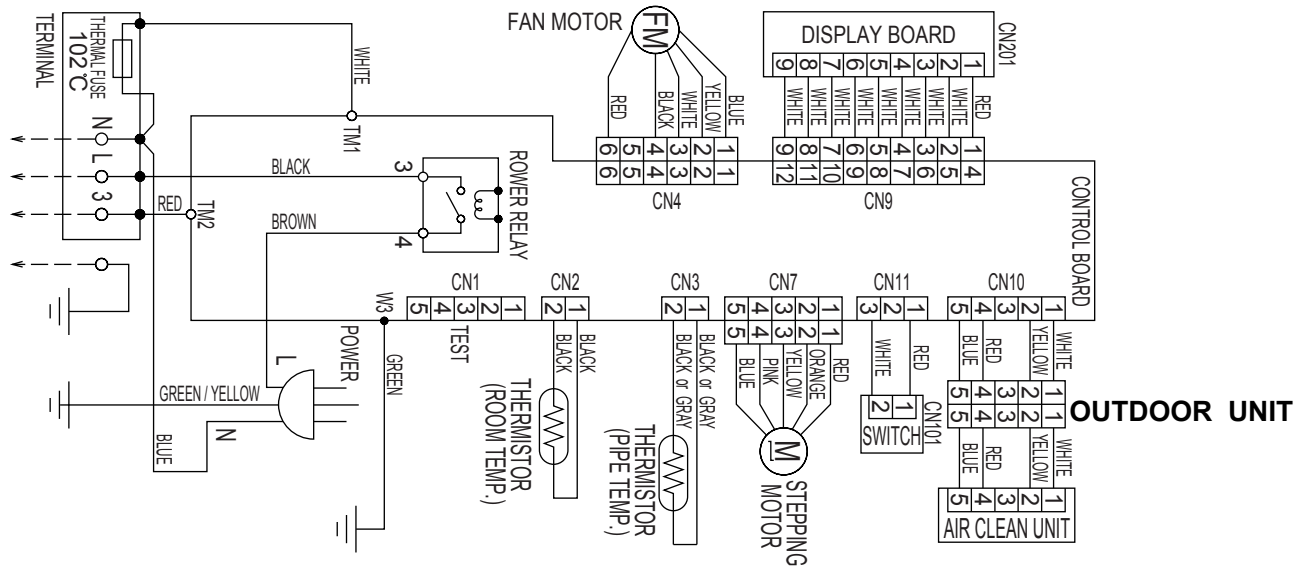 TERMINAL
THERMAL FUSE
102℃
N
L
3
WHITE
TM1
BLACK
RED
TM2
BROWN
3
4
ROWER RELAY
FAN MOTOR
FM
RED
BLACK
WHITE
YELLOW
BLUE
6 5 4 3 2 1
6 5 4 3 2 1
CN4
DISPLAY BOARD
CN201
9 8 7 6 5 4 3 2 1
WHITE
WHITE
WHITE
WHITE
WHITE
WHITE
WHITE
RED
9 8 7 6 5 4 3 2 1
12 11 10 9 8 7 6 5 4
CN9
CONTROL BOARD
W3
GREEN
CN1
5 4 3 2 1
TEST
CN2
2 1
BLACK
BLACK
THERMISTOR
(ROOM TEMP.)
CN3
2 1
BLACK or GRAY
BLACK or GRAY
THERMISTOR
(PIPE TEMP.)
CN7
5 4 3 2 1
5 4 3 2 1
BLUE
PINK
YELLOW
ORANGE
RED
M
STEPPING
MOTOR
CN11
3 2 1
WHITE
RED
2 1
CN101
SWITCH
CN10
5 4 3 2 1
BLUE
RED
YELLOW
WHITE
5 4 3 2 1
5 4 3 2 1
OUTDOOR UNIT
BLUE
RED
YELLOW
WHITE
5 4 3 2 1
AIR CLEAN UNIT
POWER
L
GREEN / YELLOW
N
BLUE